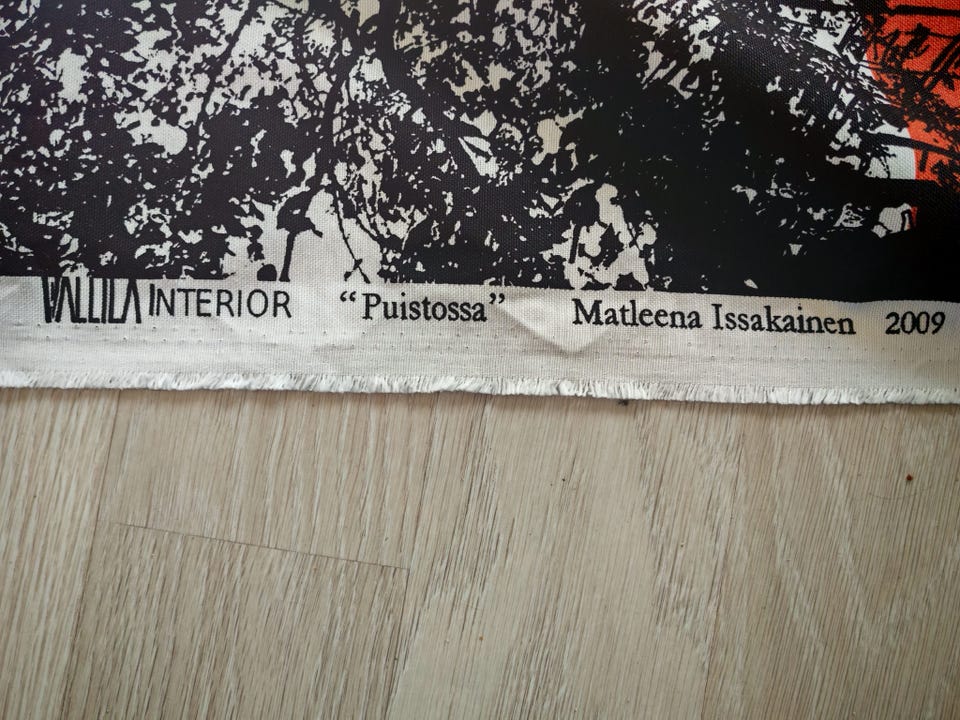 VALLILA INTERIOR “Puistossa” Matleena Issakainen 2009